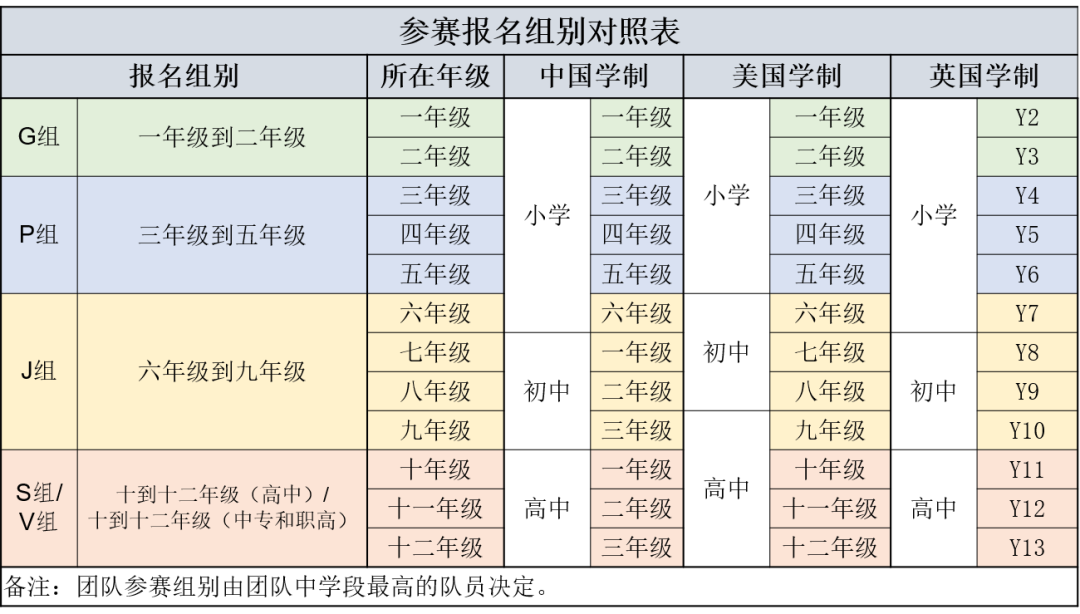 参赛报名组别对照表
报名组别 所在年级 中国学制 美国学制 英国学制
G组 一年级到二年级 一年级 小学 一年级 小学 一年级 小学 Y2
二年级 二年级 二年级 Y3
P组 三年级到五年级 三年级 三年级 三年级 Y4
四年级 四年级 四年级 Y5
五年级 五年级 五年级 Y6
J组 六年级到九年级 六年级 六年级 初中 六年级 Y7
七年级 初中 一年级 七年级 初中 Y8
八年级 二年级 八年级 Y9
九年级 三年级 高中 九年级 Y10
S组/ 十到十二年级（高中）/ 十年级 高中 一年级 十年级 高中 Y11
V组 十到十二年级（中专和职高） 十一年级 二年级 十一年级 Y12
十二年级 三年级 十二年级 Y13
备注：团队参赛组别由团队中学段最高的队员决定。